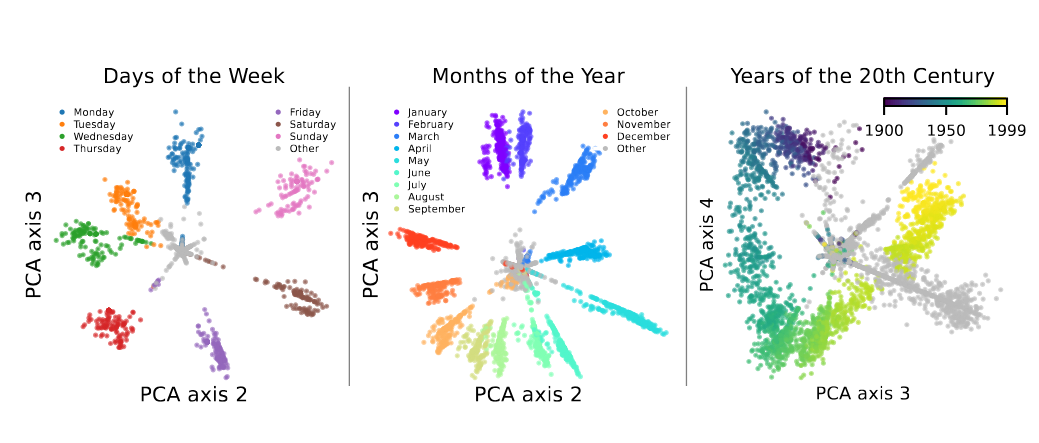 Days of the Week
Monday
Tuesday
Wednesday
Thursday
Friday
Saturday
Sunday
Other
PCA axis 3
PCA axis 2
Months of the Year
January
February
March
April
May
June
July
August
September
October
November
December
Other
PCA axis 3
PCA axis 2
Years of the 20th Century
1900 1950 1999
PCA axis 4
PCA axis 3